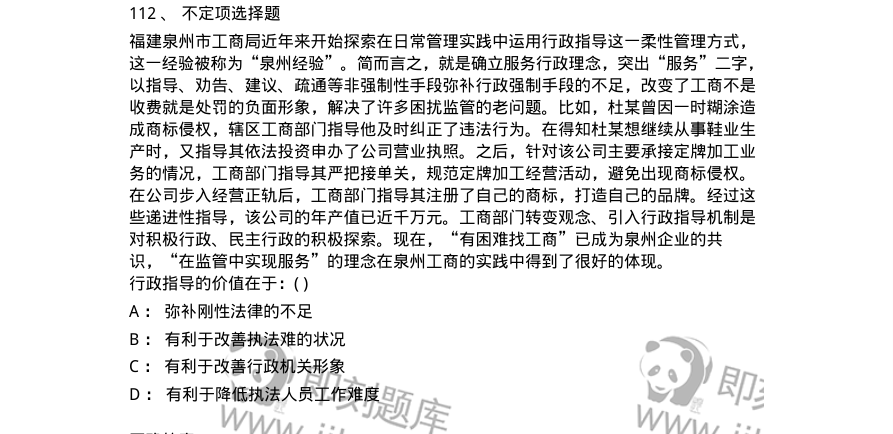 112 、 不定项选择题
福建泉州市工商局近年来开始探索在日常管理实践中运用行政指导这一柔性管理方式，
这一经验被称为“泉州经验”。简而言之，就是确立服务行政理念，突出“服务”二字，
以指导、劝告、建议、疏通等非强制性手段弥补行政强制手段的不足，改变了工商不是
收费就是处罚的负面形象，解决了许多困扰监管的老问题。比如，杜某曾因一时糊涂造
成商标侵权，辖区工商部门指导他及时纠正了违法行为。在得知杜某想继续从事鞋业生
产时，又指导其依法投资申办了公司营业执照。之后，针对该公司主要承接定牌加工业
务的情况，工商部门指导其严把接单关，规范定牌加工经营活动，避免出现商标侵权。
在公司步入经营正轨后，工商部门指导其注册了自己的商标，打造自己的品牌。经过这
些递进性指导，该公司的年产值已近千万元。工商部门转变观念、引入行政指导机制是
对积极行政、民主行政的积极探索。现在，“有困难找工商”已成为泉州企业的共
识，“在监管中实现服务”的理念在泉州工商的实践中得到了很好的体现。
行政指导的价值在于：( )
A ： 弥补刚性法律的不足
B ： 有利于改善执法难的状况
C ： 有利于改善行政机关形象
D ： 有利于降低执法人员工作难度
即刻题库
即刻